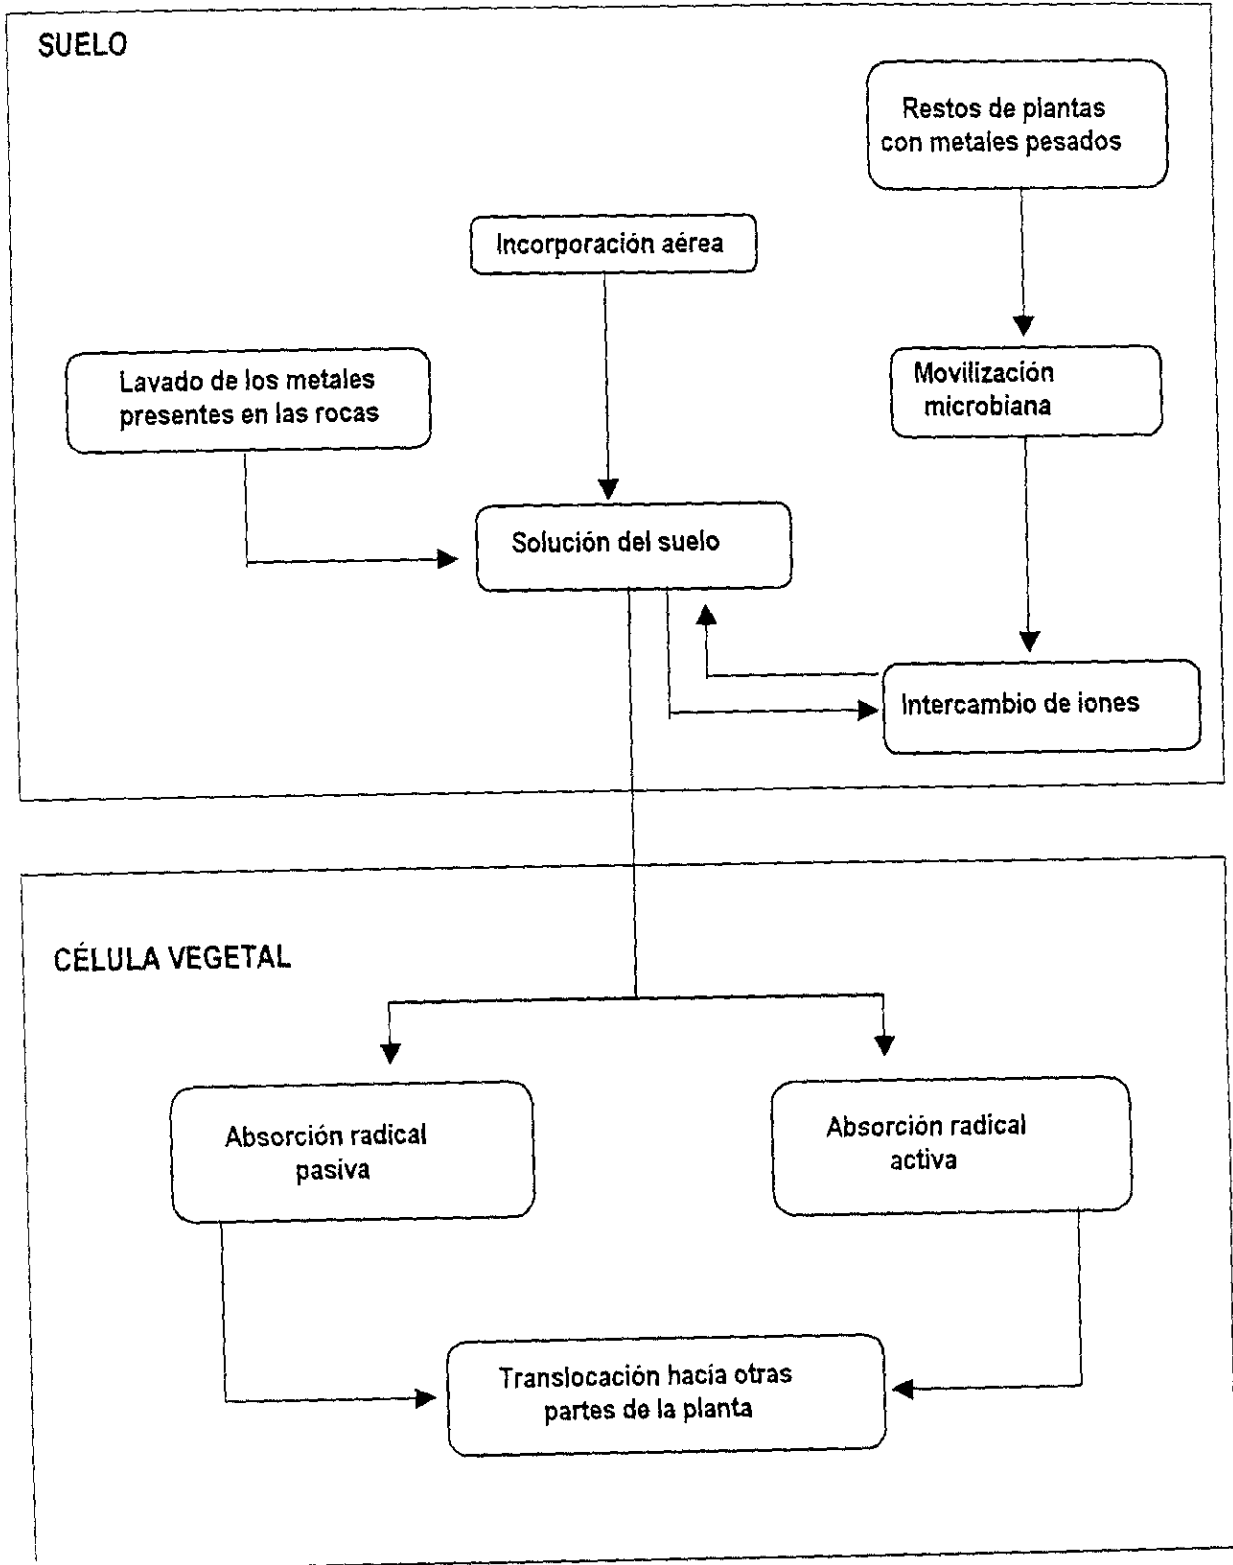 SUELO
Restos de plantas
con metales pesados
Incorporación aérea
Lavado de los metales
presentes en las rocas
Movilización
microbiana
Solución del suelo
Intercambio de iones
CÉLULA VEGETAL
Absorción radical
pasiva
Absorción radical
activa
Translocación hacía otras
partes de la planta